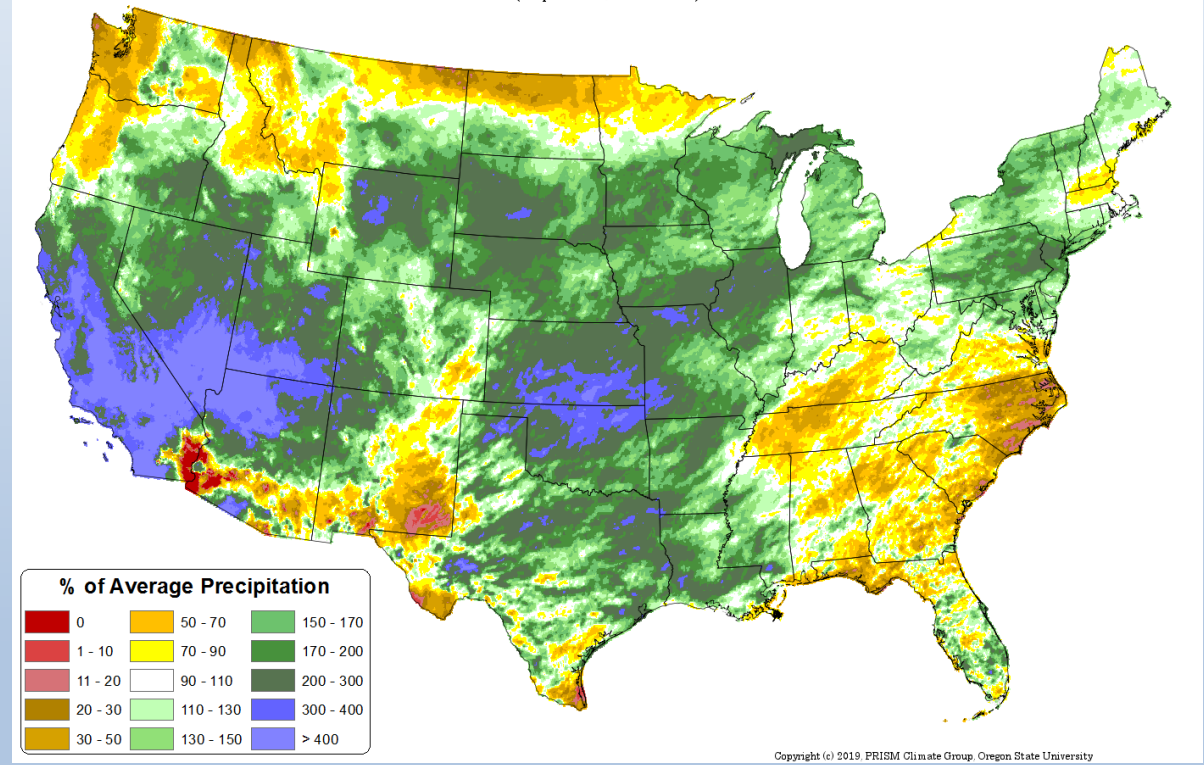 % of Average Precipitation
0 50 - 70 150 - 170
1 - 10 70 - 90 170 - 200
11 - 20 90 - 110 200 - 300
20 - 30 110 - 130 300 - 400
30 - 50 130 - 150 > 400
Copyright (c) 2019, PRISM Climate Group, Oregon State University